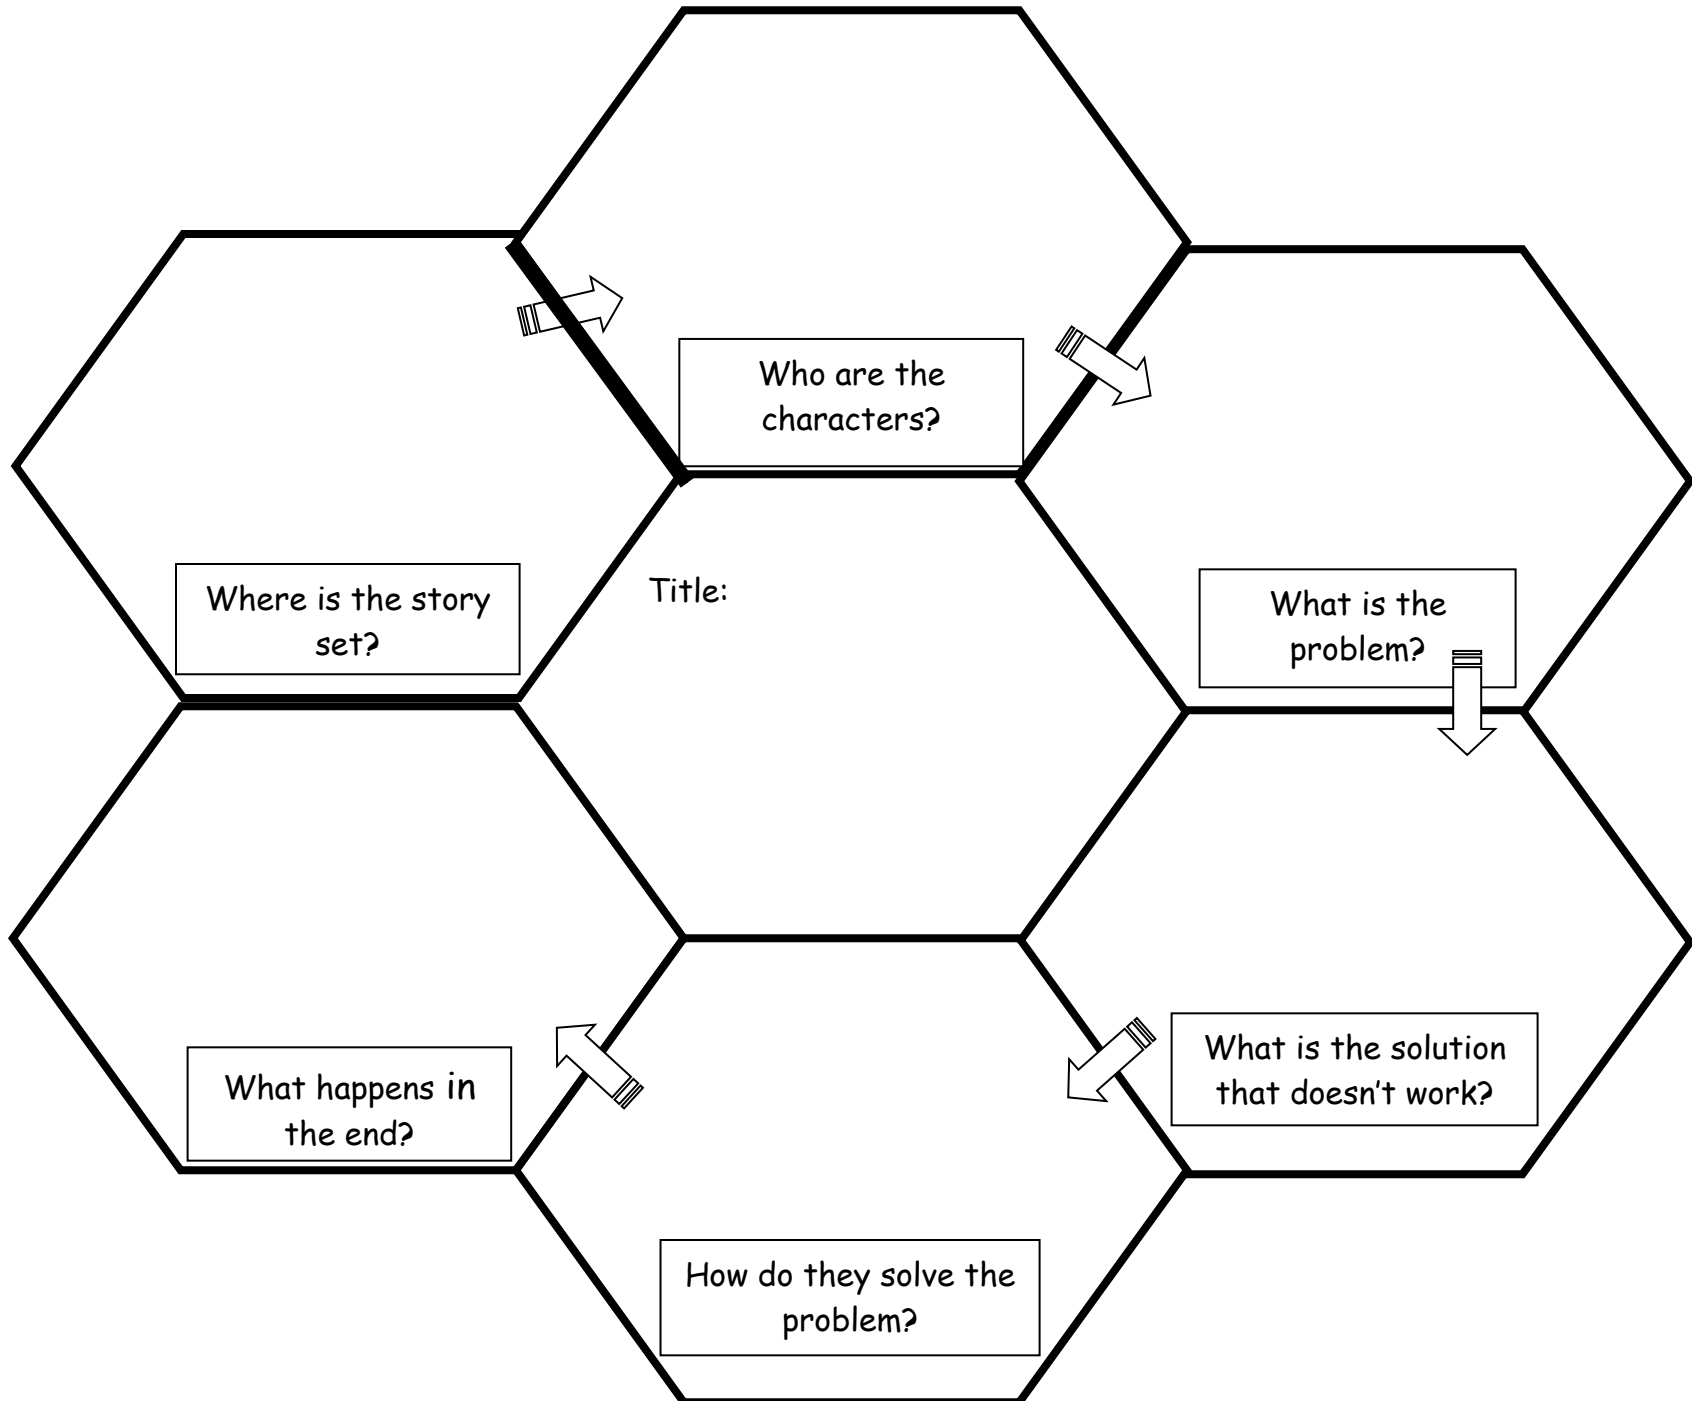 Who are the
characters?
Where is the story
set?
Title:
What is the
problem?
What is the solution
that doesn't work?
What happens in
the end?
How do they solve the
problem?